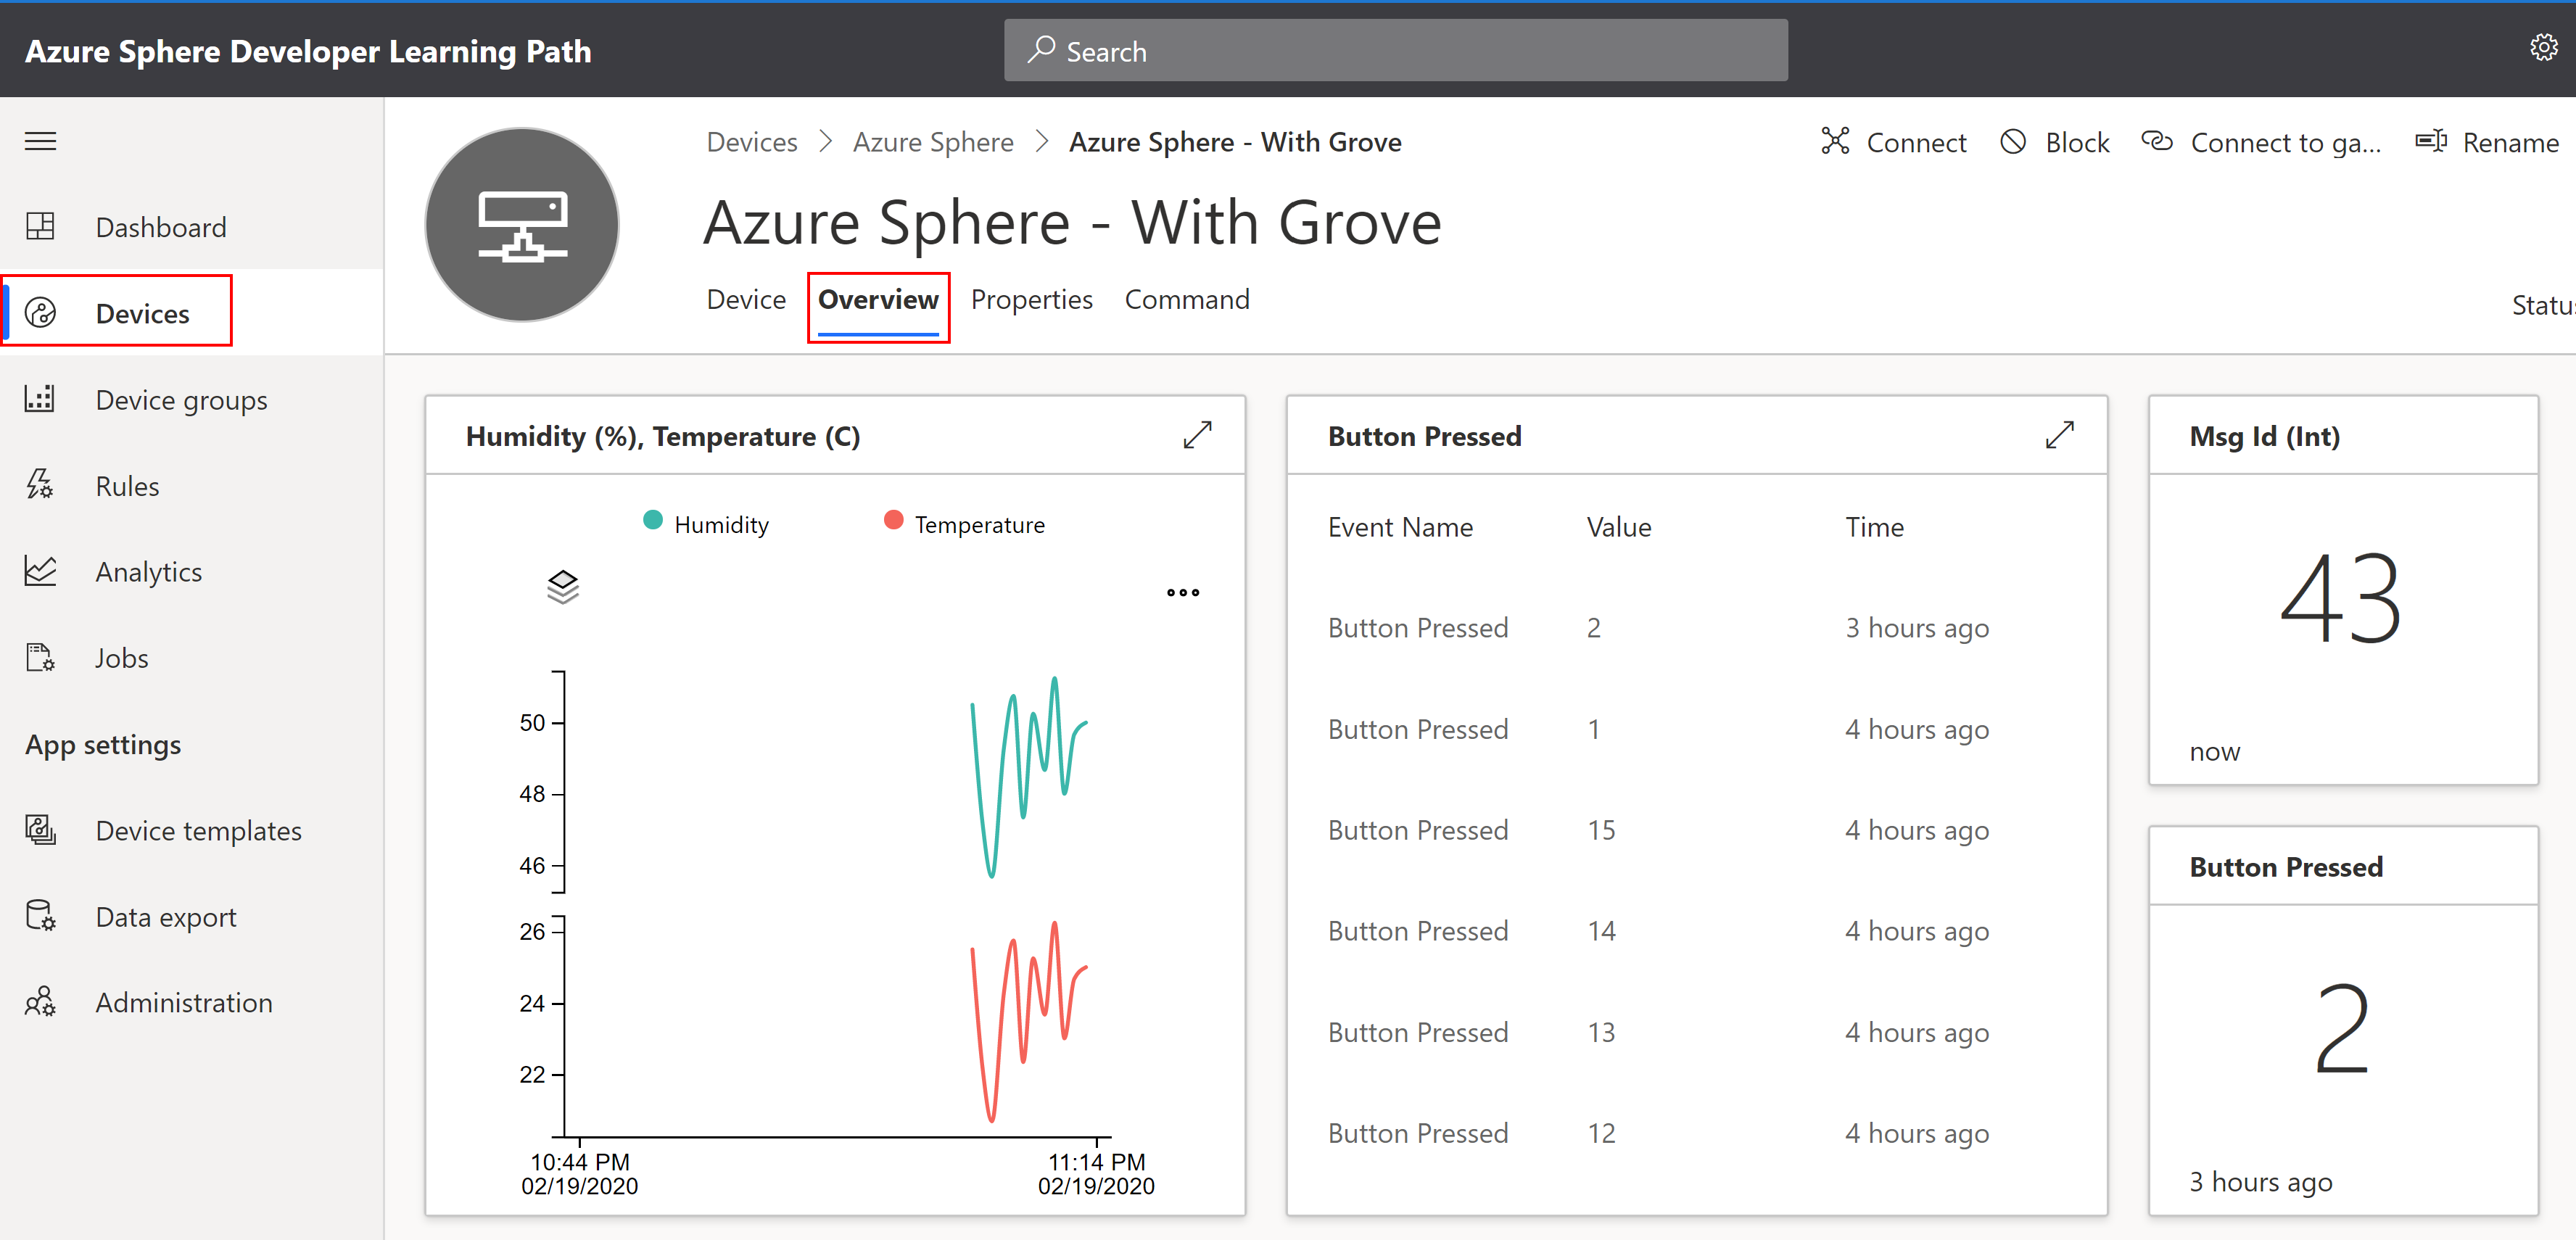 Azure Sphere Developer Learning Path
Search
Dashboard
Devices
Device groups
Rules
Analytics
Jobs
App settings
Device templates
Data export
Administration
Devices > Azure Sphere > Azure Sphere - With Grove
Connect
Block
Connect to ga...
Rename
Azure Sphere - With Grove
Device Overview Properties Command
Status
Humidity (%), Temperature (C)
Humidity Temperature
50
48
46
26
24
22
10:44 PM 11:14 PM
02/19/2020 02/19/2020
Button Pressed
Event Name Value Time
Button Pressed 2 3 hours ago
Button Pressed 1 4 hours ago
Button Pressed 15 4 hours ago
Button Pressed 14 4 hours ago
Button Pressed 13 4 hours ago
Button Pressed 12 4 hours ago
Msg Id (Int)
43
now
Button Pressed
2
3 hours ago